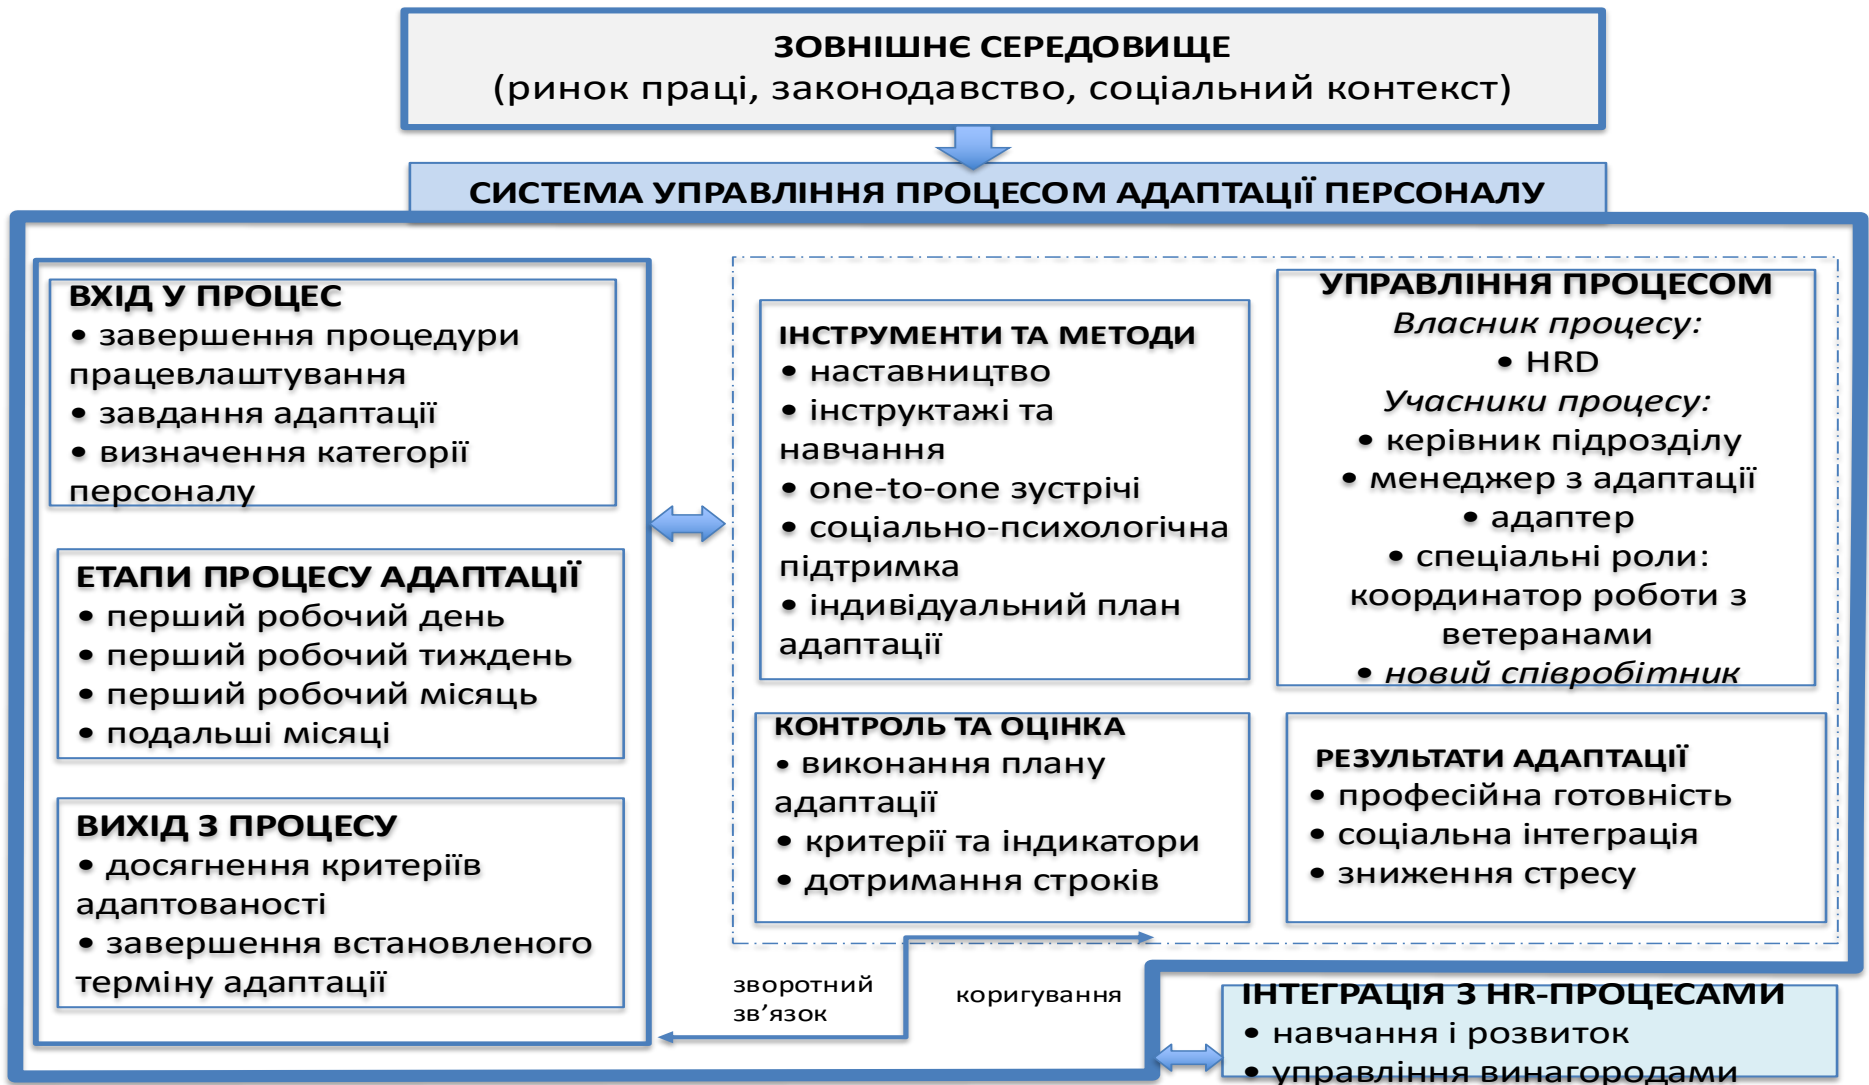 ЗОВНІШНЄ СЕРЕДОВИЩЕ
(ринок праці, законодавство, соціальний контекст)
СИСТЕМА УПРАВЛІННЯ ПРОЦЕСОМ АДАПТАЦІЇ ПЕРСОНАЛУ
ВХІД У ПРОЦЕС
• завершення процедури
працевлаштування
• завдання адаптації
• визначення категорії
персоналу
ЕТАПИ ПРОЦЕСУ АДАПТАЦІЇ
• перший робочий день
• перший робочий тиждень
• перший робочий місяць
• подальші місяці
ВИХІД З ПРОЦЕСУ
• досягнення критеріїв
адаптованості
• завершення встановленого
терміну адаптації
ІНСТРУМЕНТИ ТА МЕТОДИ
• наставництво
• інструктажі та
навчання
• one-to-one зустрічі
• соціально-психологічна
підтримка
• індивідуальний план
адаптації
УПРАВЛІННЯ ПРОЦЕСОМ
Власник процесу:
• HRD
Учасники процесу:
• керівник підрозділу
• менеджер з адаптації
• адаптер
• спеціальні ролі:
координатор роботи з
ветеранами
• новий співробітник
КОНТРОЛЬ ТА ОЦІНКА
• виконання плану
адаптації
• критерії та індикатори
• дотримання строків
РЕЗУЛЬТАТИ АДАПТАЦІЇ
• професійна готовність
• соціальна інтеграція
• зниження стресу
зворотний
зв’язок
коригування
ІНТЕГРАЦІЯ З HR-ПРОЦЕСАМИ
• навчання і розвиток
• управління винагородами